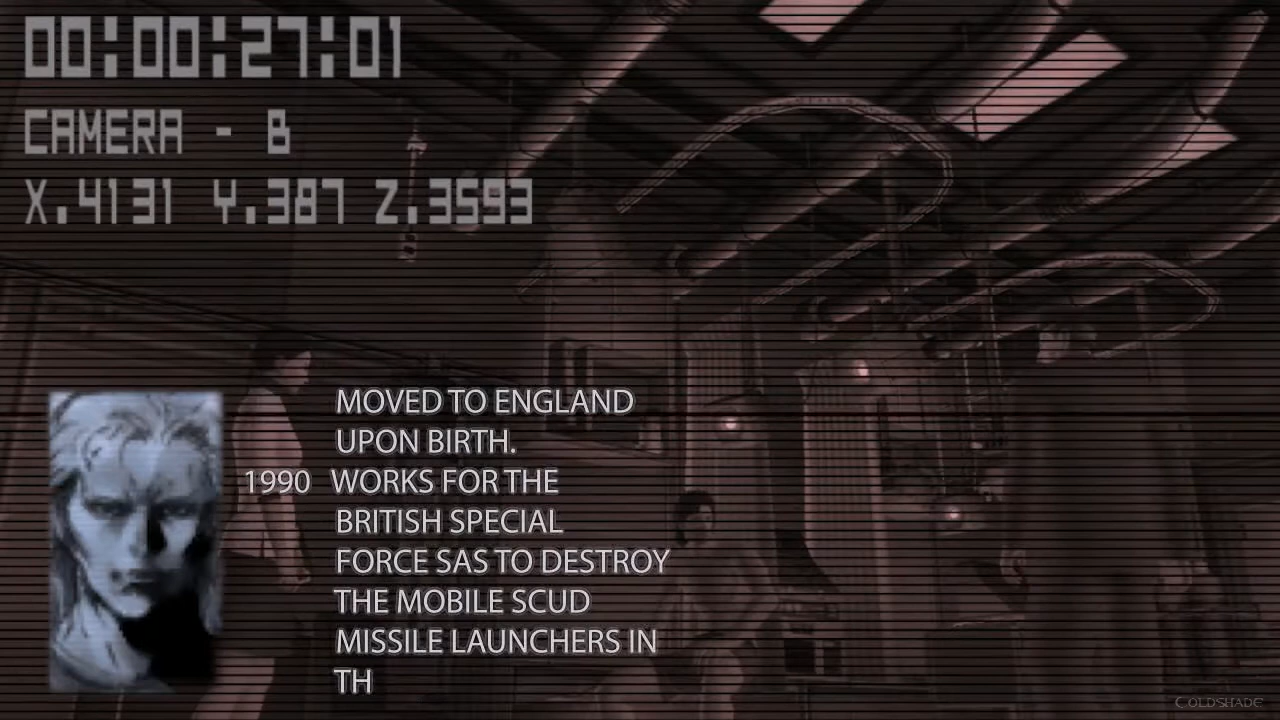 00:00:27:01
CAMERA - B
X.4131 Y.387 Z.3593
MOVED TO ENGLAND
UPON BIRTH.
1990 WORKS FOR THE
BRITISH SPECIAL
FORCE SAS TO DESTROY
THE MOBILE SCUD
MISSILE LAUNCHERS IN
TH
COLDSHADE